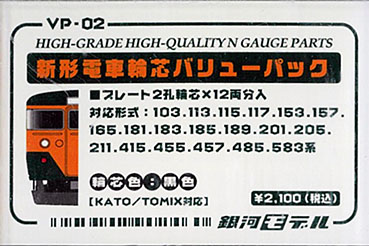 VP-02
HIGH-GRADE HIGH-QUALITY N GAUGE PARTS
新形電車輪芯バリューパック
■プレート2孔輪芯×12両分入
対応形式：103.113.115.117.153.157.
165.181.183.185.189.201.205.
211.415.455.457.485.583系
輪芯色：黒色
【KATO/TOMIX対応】
¥2,100(税込)
銀河モデル